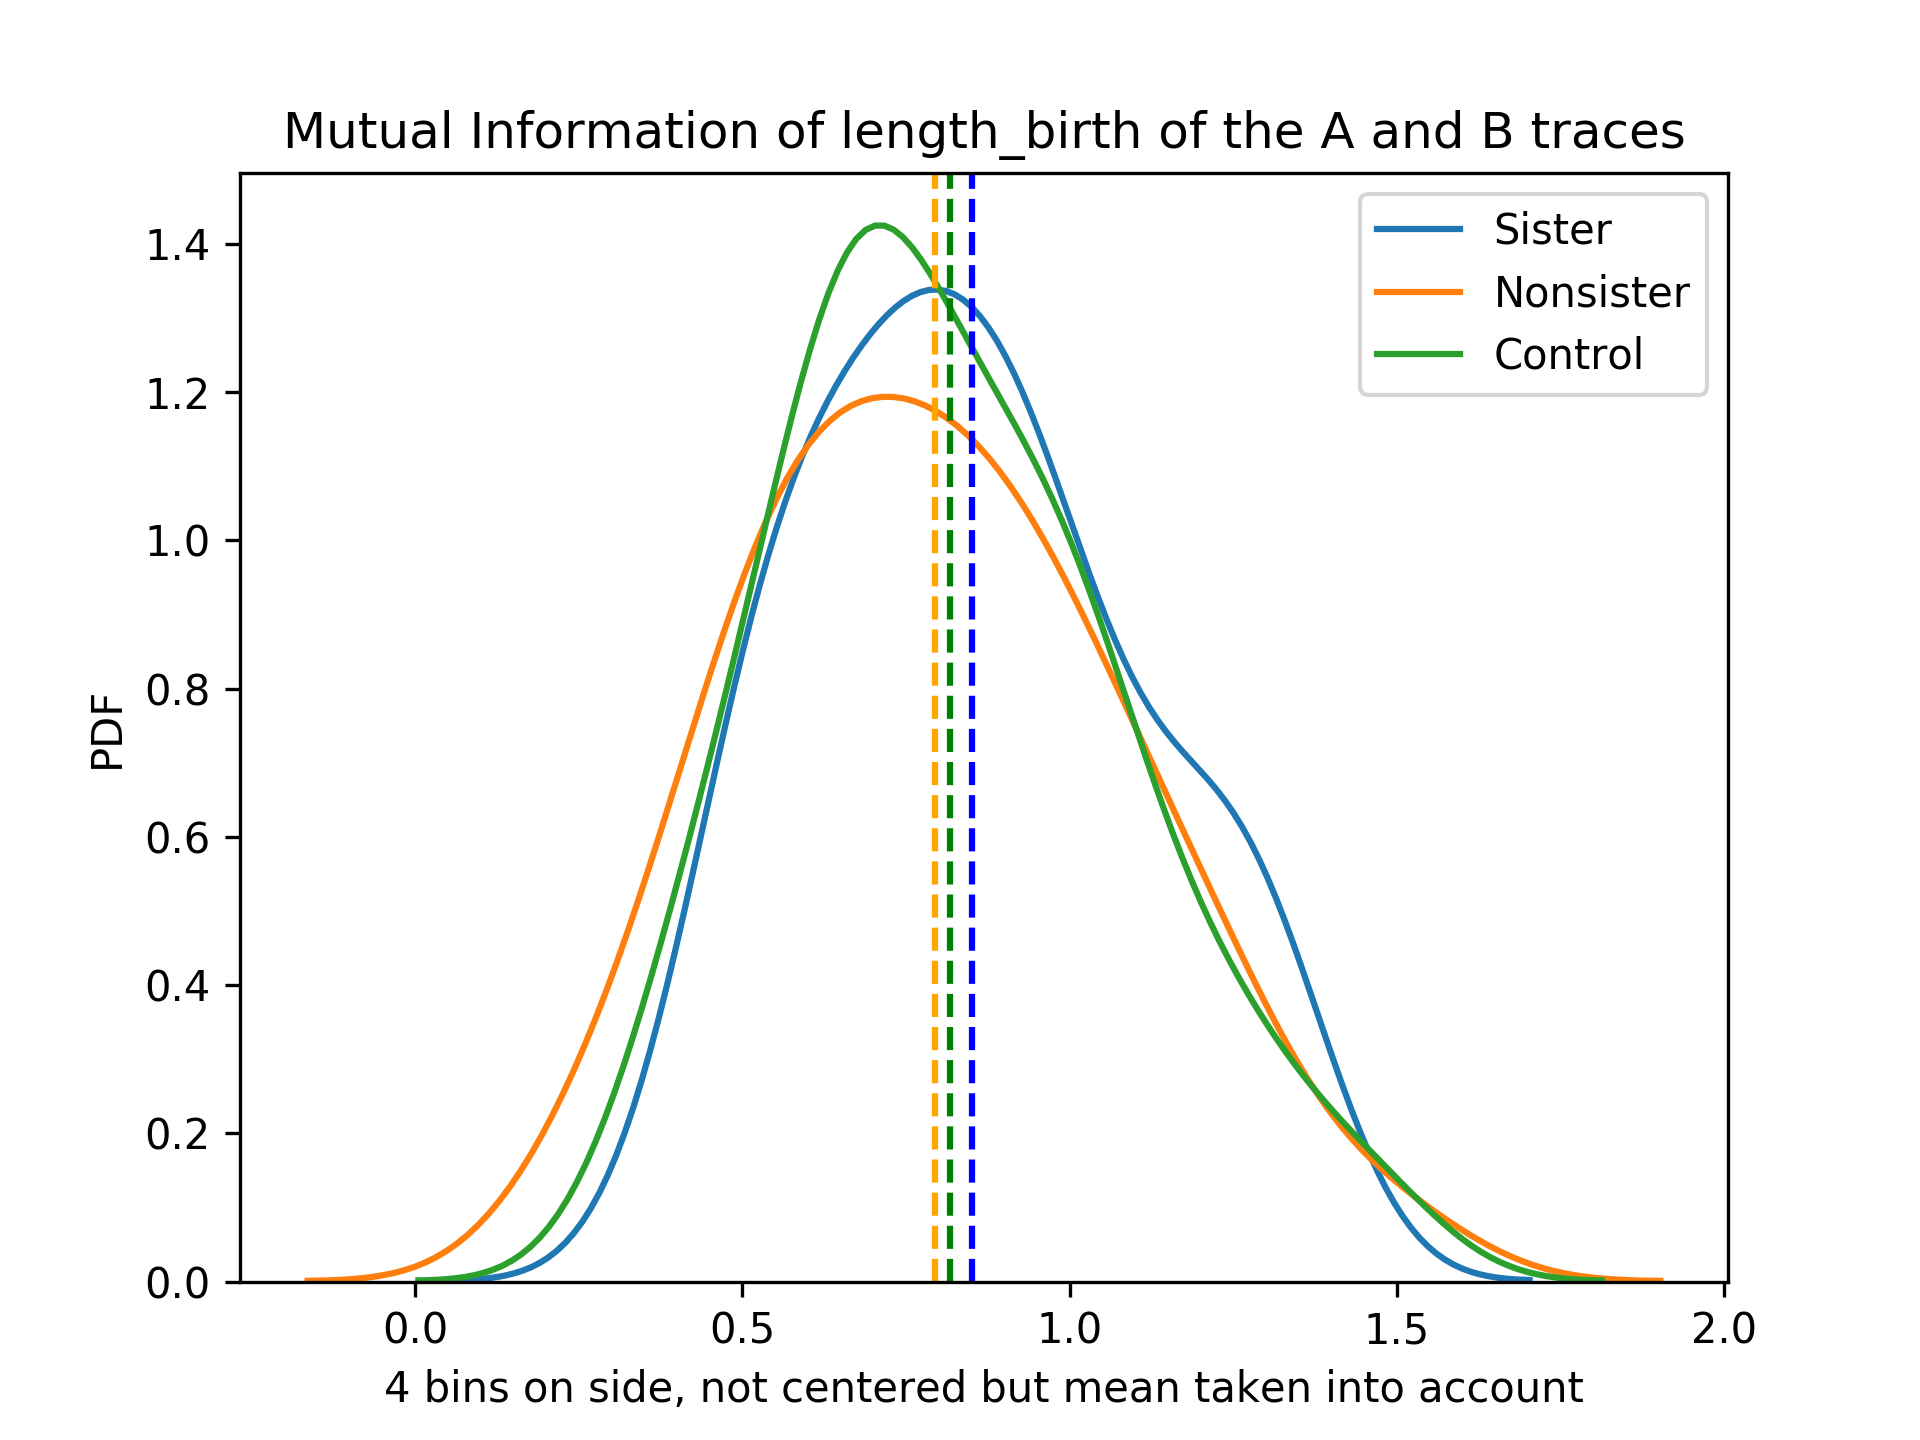 Mutual Information of length_birth of the A and B traces
Sister
Nonsister
Control
PDF
1.4
1.2
1.0
0.8
0.6
0.4
0.2
0.0
0.0 0.5 1.0 1.5 2.0
4 bins on side, not centered but mean taken into account